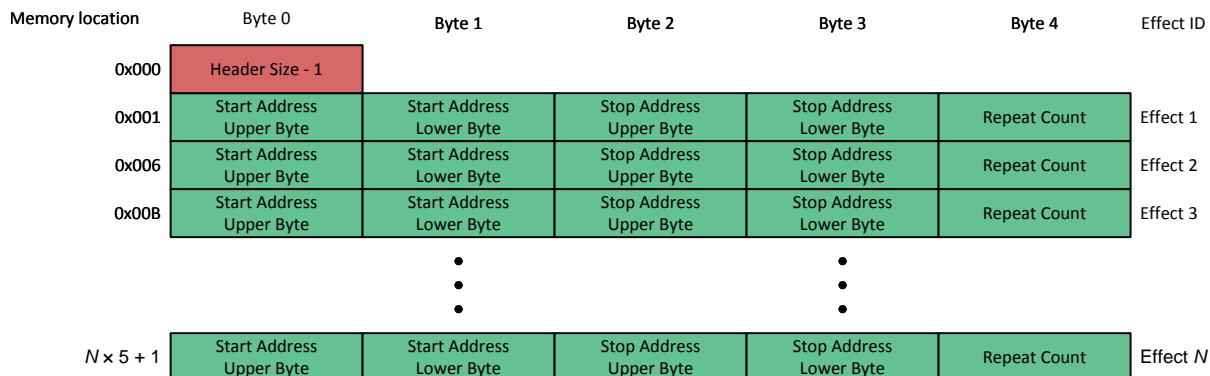 Memory location Byte 0 Byte 1 Byte 2 Byte 3 Byte 4 Effect ID
0x000 Header Size - 1
0x001 Start Address Upper Byte Start Address Lower Byte Stop Address Upper Byte Stop Address Lower Byte Repeat Count Effect 1
0x006 Start Address Upper Byte Start Address Lower Byte Stop Address Upper Byte Stop Address Lower Byte Repeat Count Effect 2
0x00B Start Address Upper Byte Start Address Lower Byte Stop Address Upper Byte Stop Address Lower Byte Repeat Count Effect 3
N × 5 + 1 Start Address Upper Byte Start Address Lower Byte Stop Address Upper Byte Stop Address Lower Byte Repeat Count Effect N